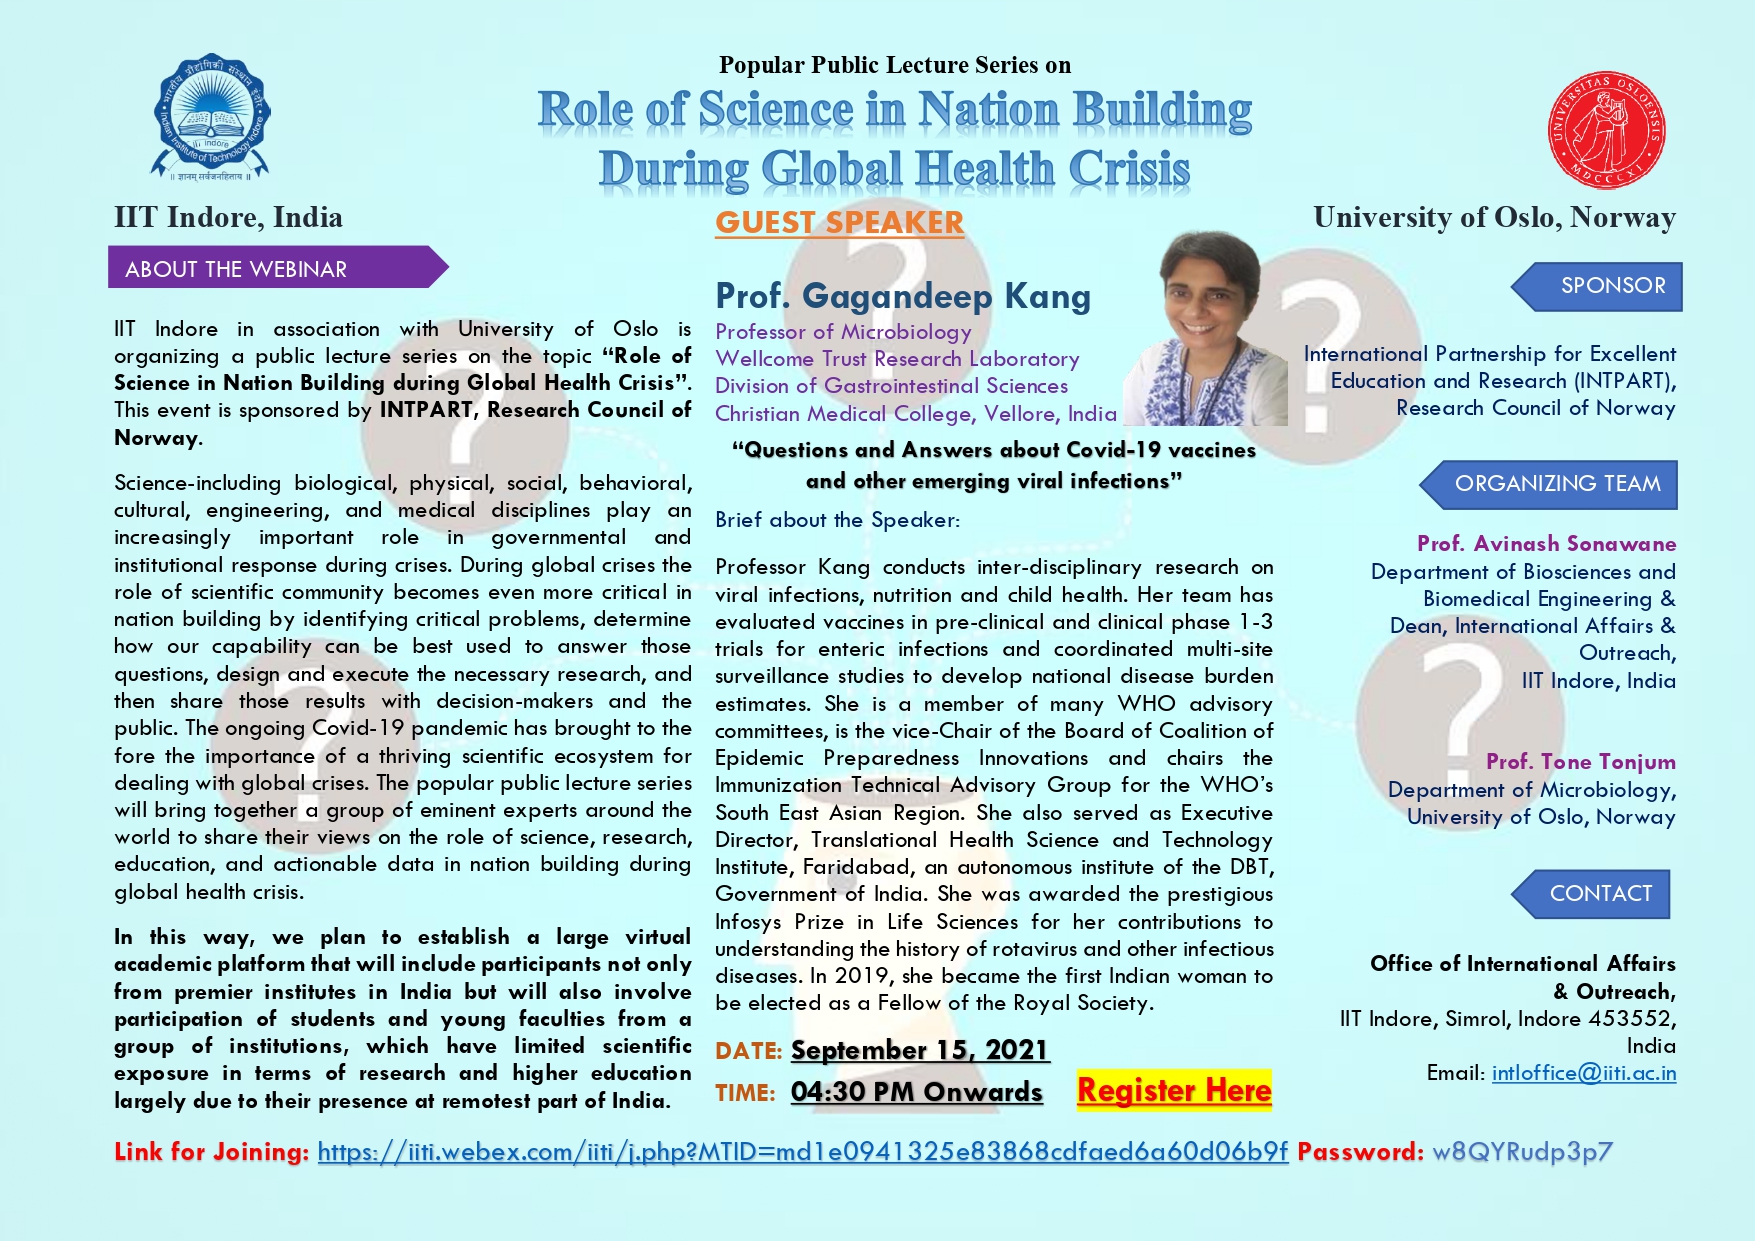 Popular Public Lecture Series on
Role of Science in Nation Building
During Global Health Crisis
भारतीय प्रौद्योगिकी संस्थान इंदौर
Indian Institute of Technology Indore
Indore
॥ ज्ञानम् सर्वजनहिताय ॥
IIT Indore, India
ABOUT THE WEBINAR
IIT Indore in association with University of Oslo is
organizing a public lecture series on the topic “Role of
Science in Nation Building during Global Health Crisis”.
This event is sponsored by INTPART, Research Council of
Norway.
Science-including biological, physical, social, behavioral,
cultural, engineering, and medical disciplines play an
increasingly important role in governmental and
institutional response during crises. During global crises the
role of scientific community becomes even more critical in
nation building by identifying critical problems, determine
how our capability can be best used to answer those
questions, design and execute the necessary research, and
then share those results with decision-makers and the
public. The ongoing Covid-19 pandemic has brought to the
fore the importance of a thriving scientific ecosystem for
dealing with global crises. The popular public lecture series
will bring together a group of eminent experts around the
world to share their views on the role of science, research,
education, and actionable data in nation building during
global health crisis.
In this way, we plan to establish a large virtual
academic platform that will include participants not only
from premier institutes in India but will also involve
participation of students and young faculties from a
group of institutions, which have limited scientific
exposure in terms of research and higher education
largely due to their presence at remotest part of India.
GUEST SPEAKER
Prof. Gagandeep Kang
Professor of Microbiology
Wellcome Trust Research Laboratory
Division of Gastrointestinal Sciences
Christian Medical College, Vellore, India
“Questions and Answers about Covid-19 vaccines
and other emerging viral infections”
Brief about the Speaker:
Professor Kang conducts inter-disciplinary research on
viral infections, nutrition and child health. Her team has
evaluated vaccines in pre-clinical and clinical phase 1-3
trials for enteric infections and coordinated multi-site
surveillance studies to develop national disease burden
estimates. She is a member of many WHO advisory
committees, is the vice-Chair of the Board of Coalition of
Epidemic Preparedness Innovations and chairs the
Immunization Technical Advisory Group for the WHO’s
South East Asian Region. She also served as Executive
Director, Translational Health Science and Technology
Institute, Faridabad, an autonomous institute of the DBT,
Government of India. She was awarded the prestigious
Infosys Prize in Life Sciences for her contributions to
understanding the history of rotavirus and other infectious
diseases. In 2019, she became the first Indian woman to
be elected as a Fellow of the Royal Society.
DATE: September 15, 2021
TIME: 04:30 PM Onwards Register Here
UNIVERSITAS OSLOENSIS
MDCCCXI
University of Oslo, Norway
SPONSOR
International Partnership for Excellent
Education and Research (INTPART),
Research Council of Norway
ORGANIZING TEAM
Prof. Avinash Sonawane
Department of Biosciences and
Biomedical Engineering &
Dean, International Affairs &
Outreach,
IIT Indore, India
Prof. Tone Tonjum
Department of Microbiology,
University of Oslo, Norway
CONTACT
Office of International Affairs
& Outreach,
IIT Indore, Simrol, Indore 453552,
India
Email: intloffice@iiti.ac.in
Link for Joining: https://iiti.webex.com/iiti/j.php?MTID=md1e0941325e83868cdfaed6a60d06b9f Password: w8QYRudp3p7